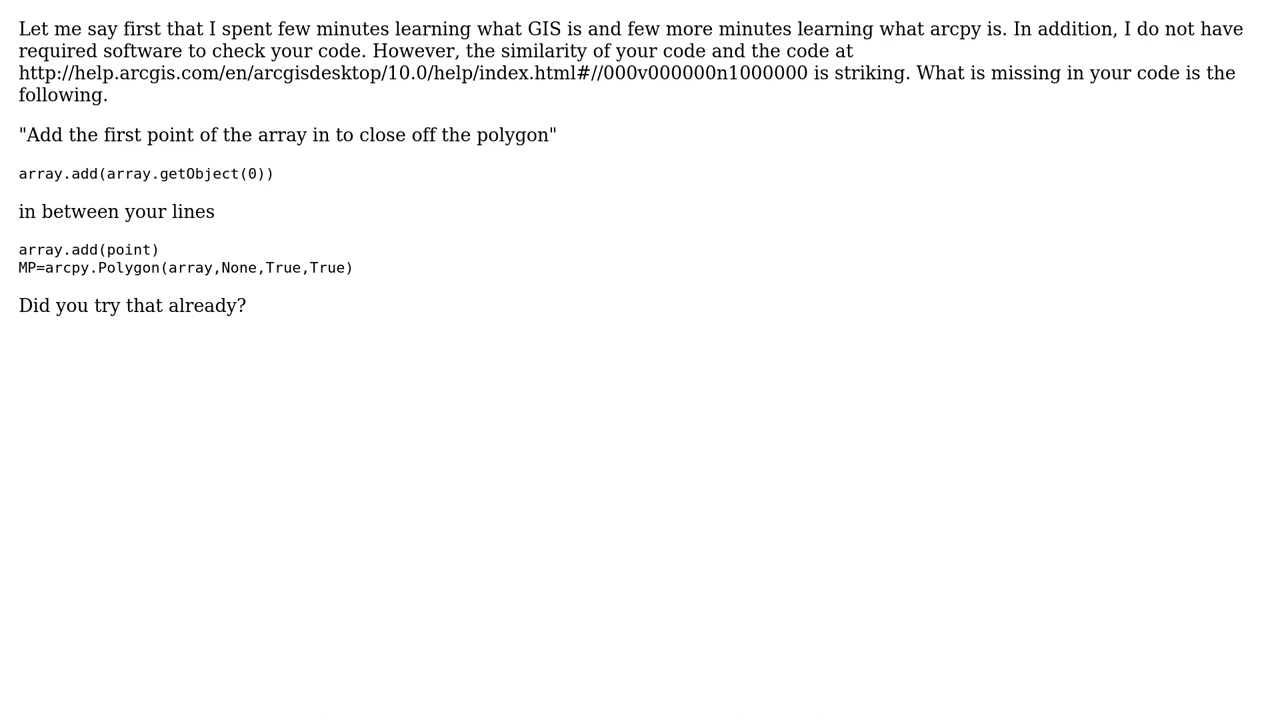 Let me say first that I spent few minutes learning what GIS is and few more minutes learning what arcpy is. In addition, I do not have
required software to check your code. However, the similarity of your code and the code at
http://help.arcgis.com/en/arcgisdesktop/10.0/help/index.html#//000v000000n1000000 is striking. What is missing in your code is the
following.
"Add the first point of the array in to close off the polygon"
array.add(array.getObject(0))
in between your lines
array.add(point)
MP=arcpy.Polygon(array,None,True,True)
Did you try that already?